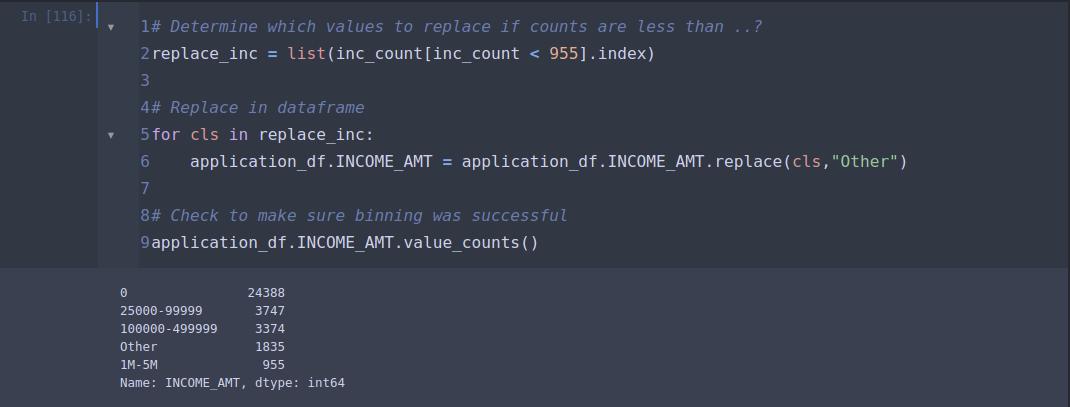 In [116]:
1# Determine which values to replace if counts are less than ..?
2replace_inc = list(inc_count[inc_count < 955].index)
3
4# Replace in dataframe
5for cls in replace_inc:
6    application_df.INCOME_AMT = application_df.INCOME_AMT.replace(cls,"Other")
7
8# Check to make sure binning was successful
9application_df.INCOME_AMT.value_counts()
0                24388
25000-99999       3747
100000-499999     3374
Other             1835
1M-5M              955
Name: INCOME_AMT, dtype: int64